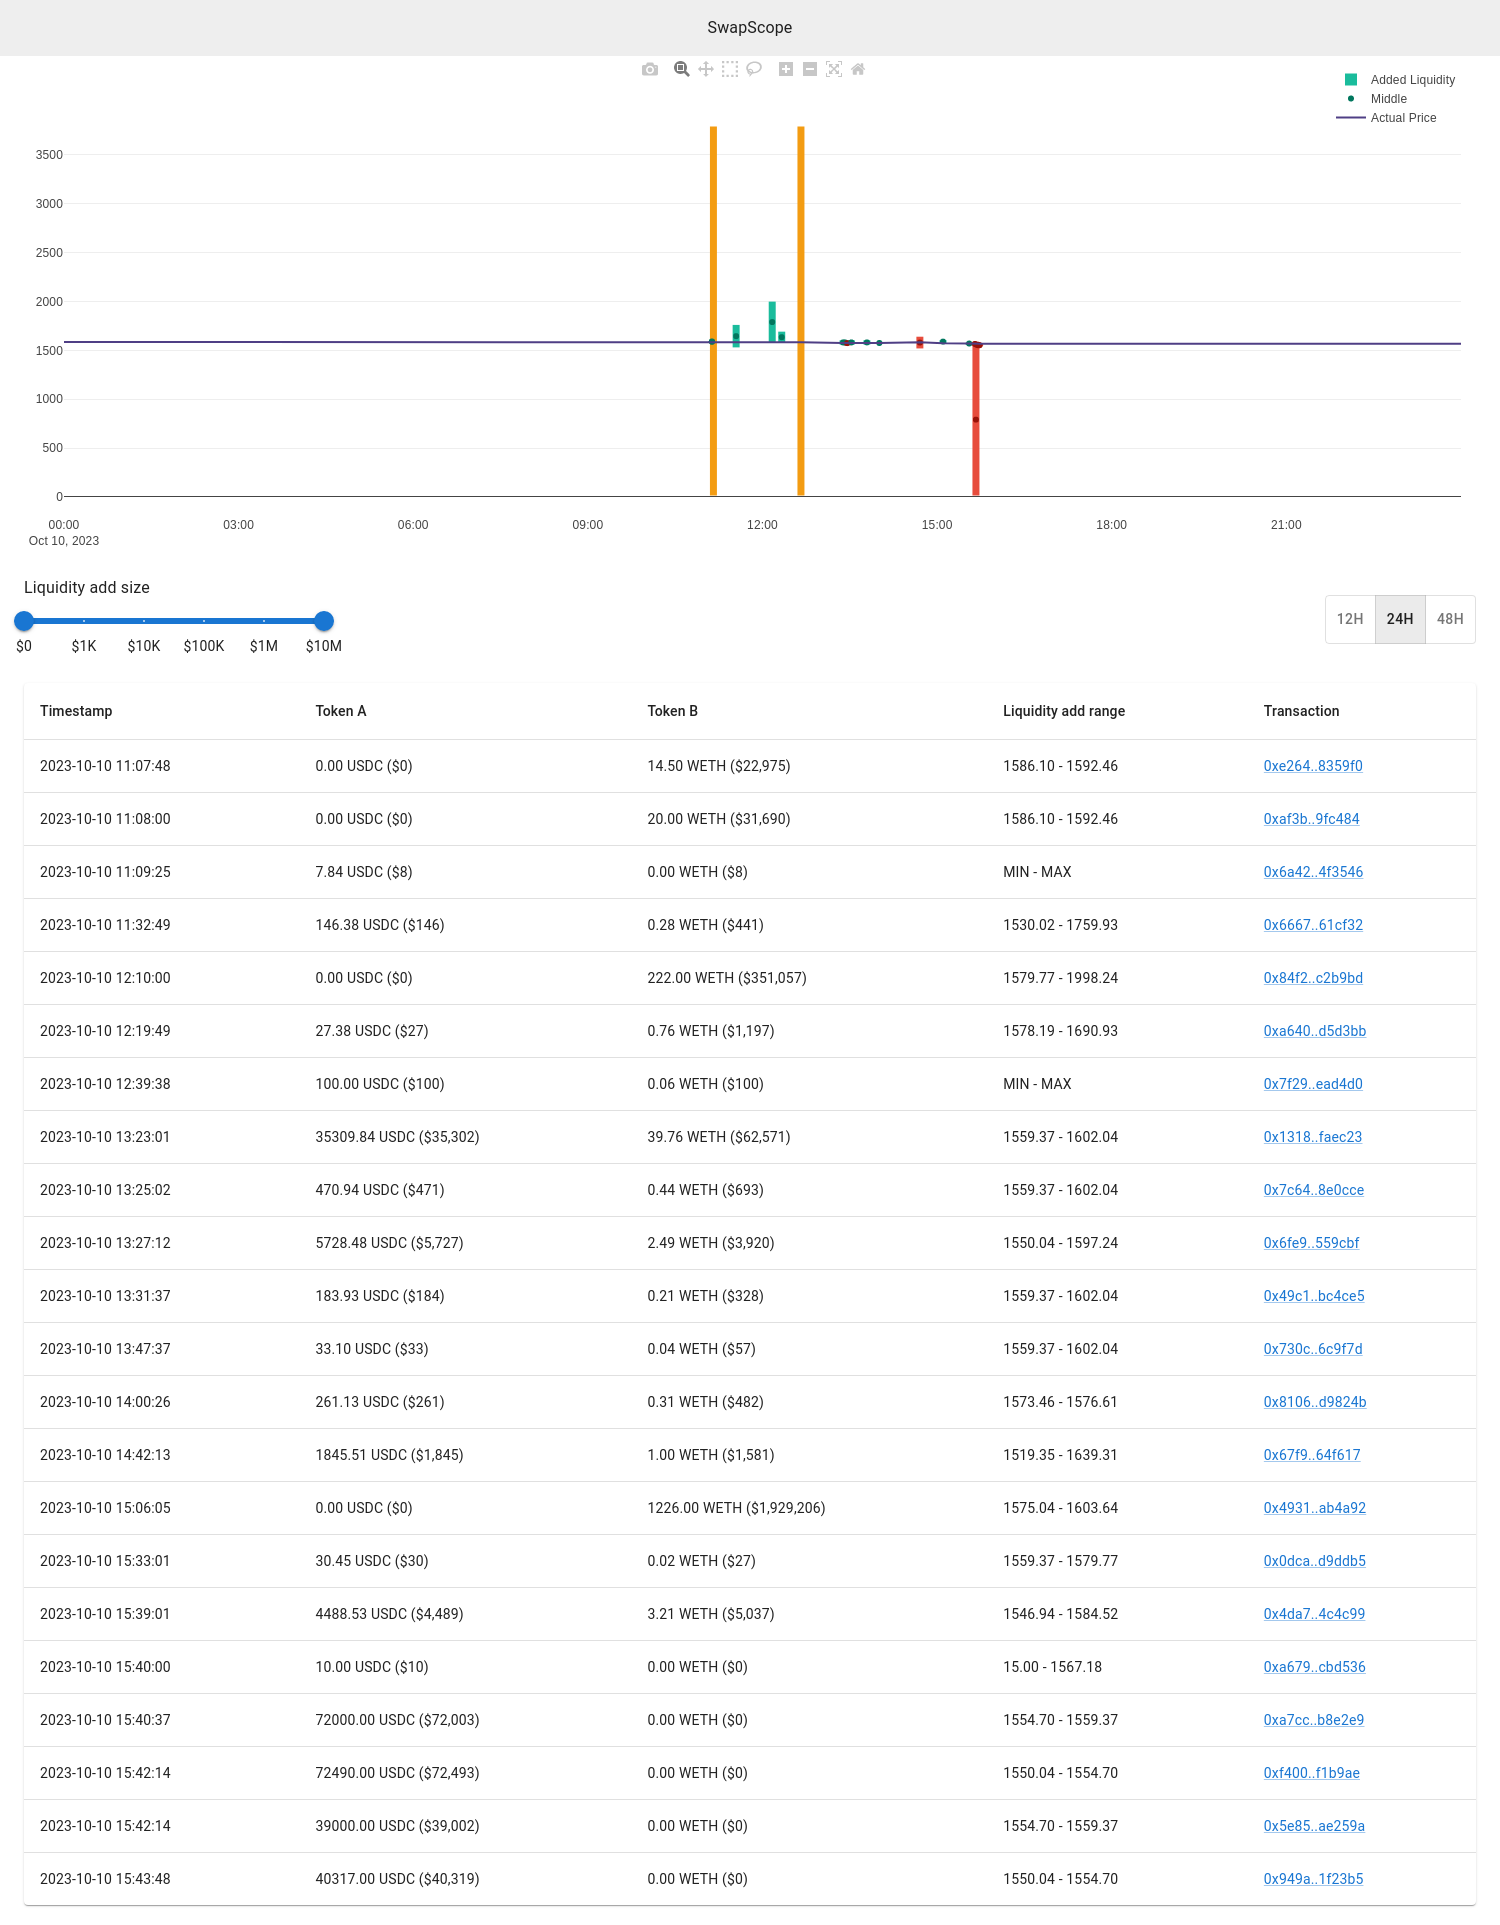 SwapScope
Added Liquidity
Middle
Actual Price
3500
3000
2500
2000
1500
1000
500
0
00:00 03:00 06:00 09:00 12:00 15:00 18:00 21:00
Oct 10, 2023
Liquidity add size
$0 $1K $10K $100K $1M $10M
12H 24H 48H
Timestamp Token A Token B Liquidity add range Transaction
2023-10-10 11:07:48 0.00 USDC ($0) 14.50 WETH ($22,975) 1586.10 - 1592.46 0xe264..8359f0
2023-10-10 11:08:00 0.00 USDC ($0) 20.00 WETH ($31,690) 1586.10 - 1592.46 0xaf3b..9fc484
2023-10-10 11:09:25 7.84 USDC ($8) 0.00 WETH ($8) MIN - MAX 0x6a42..4f3546
2023-10-10 11:32:49 146.38 USDC ($146) 0.28 WETH ($441) 1530.02 - 1759.93 0x6667..61cf32
2023-10-10 12:10:00 0.00 USDC ($0) 222.00 WETH ($351,057) 1579.77 - 1998.24 0x84f2..c2b9bd
2023-10-10 12:19:49 27.38 USDC ($27) 0.76 WETH ($1,197) 1578.19 - 1690.93 0xa640..d5d3bb
2023-10-10 12:39:38 100.00 USDC ($100) 0.06 WETH ($100) MIN - MAX 0x7f29..ead4d0
2023-10-10 13:23:01 35309.84 USDC ($35,302) 39.76 WETH ($62,571) 1559.37 - 1602.04 0x1318..faec23
2023-10-10 13:25:02 470.94 USDC ($471) 0.44 WETH ($693) 1559.37 - 1602.04 0x7c64..8e0cce
2023-10-10 13:27:12 5728.48 USDC ($5,727) 2.49 WETH ($3,920) 1550.04 - 1597.24 0x6fe9..559cbf
2023-10-10 13:31:37 183.93 USDC ($184) 0.21 WETH ($328) 1559.37 - 1602.04 0x49c1..bc4ce5
2023-10-10 13:47:37 33.10 USDC ($33) 0.04 WETH ($57) 1559.37 - 1602.04 0x730c..6c9f7d
2023-10-10 14:00:26 261.13 USDC ($261) 0.31 WETH ($482) 1573.46 - 1576.61 0x8106..d9824b
2023-10-10 14:42:13 1845.51 USDC ($1,845) 1.00 WETH ($1,581) 1519.35 - 1639.31 0x67f9..64f617
2023-10-10 15:06:05 0.00 USDC ($0) 1226.00 WETH ($1,929,206) 1575.04 - 1603.64 0x4931..ab4a92
2023-10-10 15:33:01 30.45 USDC ($30) 0.02 WETH ($27) 1559.37 - 1579.77 0x0dca..d9ddb5
2023-10-10 15:39:01 4488.53 USDC ($4,489) 3.21 WETH ($5,037) 1546.94 - 1584.52 0x4da7..4c4c99
2023-10-10 15:40:00 10.00 USDC ($10) 0.00 WETH ($0) 15.00 - 1567.18 0xa679..cbd536
2023-10-10 15:40:37 72000.00 USDC ($72,003) 0.00 WETH ($0) 1554.70 - 1559.37 0xa7cc..b8e2e9
2023-10-10 15:42:14 72490.00 USDC ($72,493) 0.00 WETH ($0) 1550.04 - 1554.70 0xf400..f1b9ae
2023-10-10 15:42:14 39000.00 USDC ($39,002) 0.00 WETH ($0) 1554.70 - 1559.37 0x5e85..ae259a
2023-10-10 15:43:48 40317.00 USDC ($40,319) 0.00 WETH ($0) 1550.04 - 1554.70 0x949a..1f23b5